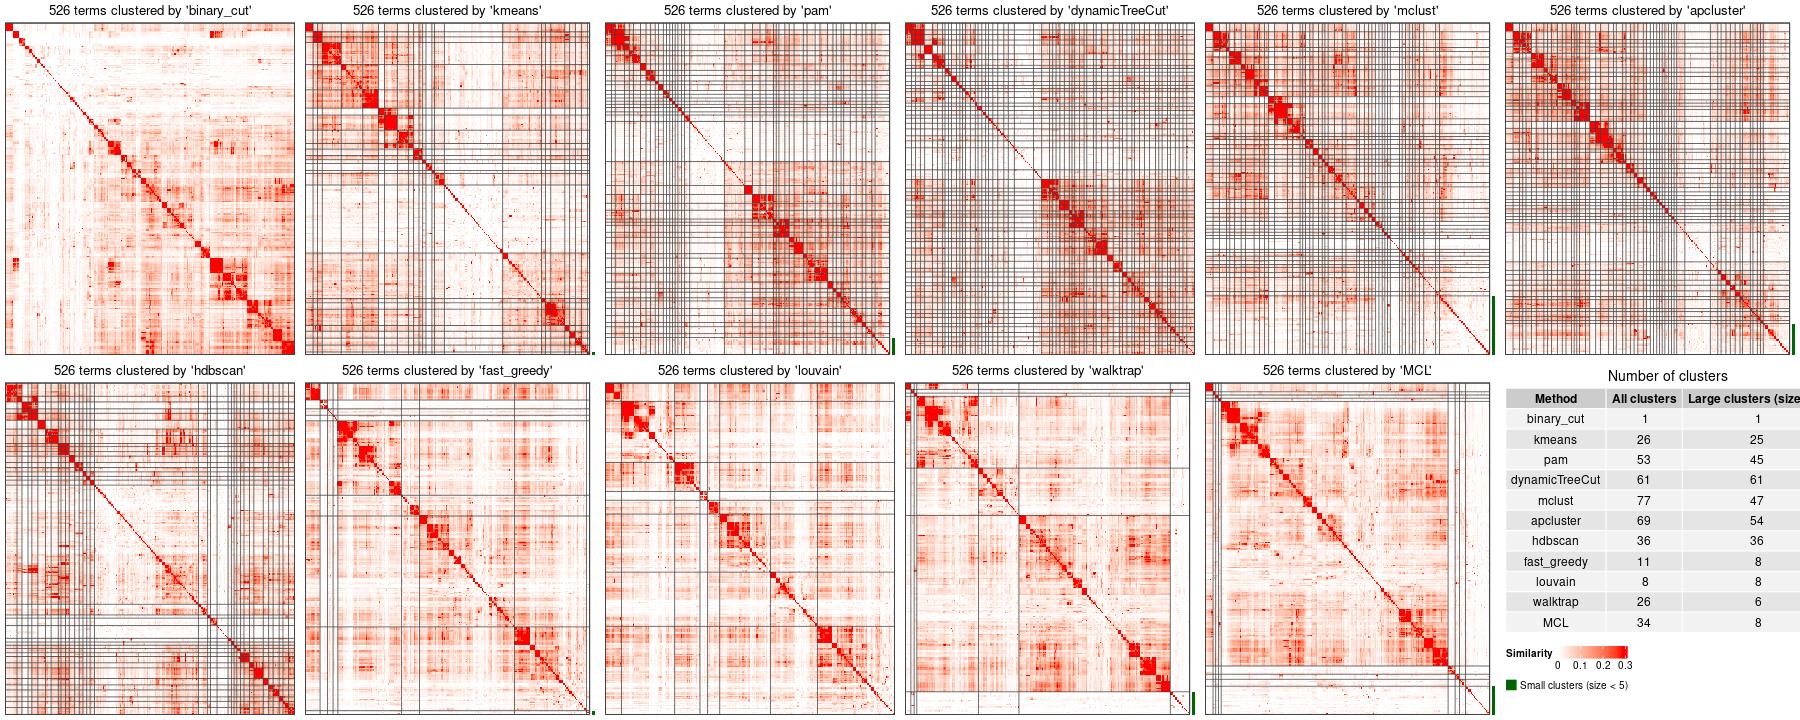 526 terms clustered by 'binary_cut'
526 terms clustered by 'kmeans'
526 terms clustered by 'pam'
526 terms clustered by 'dynamicTreeCut'
526 terms clustered by 'mclust'
526 terms clustered by 'apcluster'
526 terms clustered by 'hdbscan'
526 terms clustered by 'fast_greedy'
526 terms clustered by 'louvain'
526 terms clustered by 'walktrap'
526 terms clustered by 'MCL'
Number of clusters
Method All clusters Large clusters (size
binary_cut 1 1
kmeans 26 25
pam 53 45
dynamicTreeCut 61 61
mclust 77 47
apcluster 69 54
hdbscan 36 36
fast_greedy 11 8
louvain 8 8
walktrap 26 6
MCL 34 8
Similarity
0 0.1 0.2 0.3
Small clusters (size < 5)